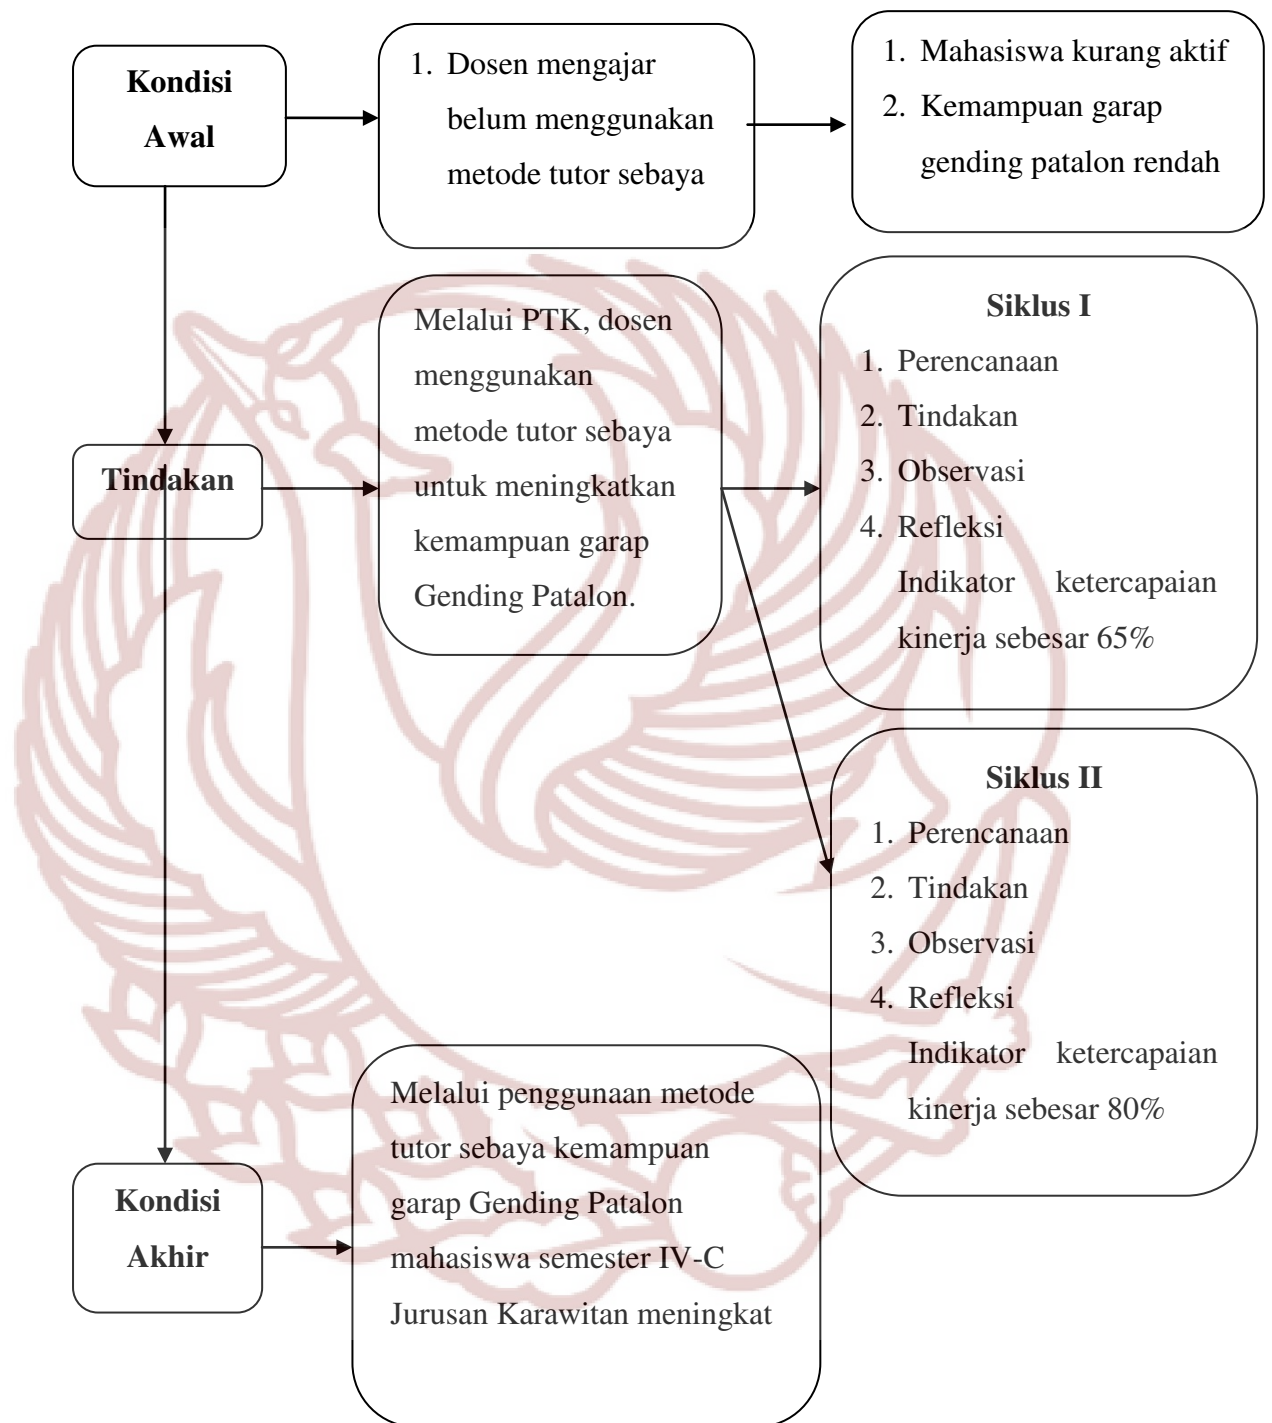 Kondisi
Awal
1. Dosen mengajar
belum menggunakan
metode tutor sebaya
1. Mahasiswa kurang aktif
2. Kemampuan garap
gending patalon rendah
Tindakan
Melalui PTK, dosen
menggunakan
metode tutor sebaya
untuk meningkatkan
kemampuan garap
Gending Patalon.
Siklus I
1. Perencanaan
2. Tindakan
3. Observasi
4. Refleksi
Indikator ketercapaian
kinerja sebesar 65%
Siklus II
1. Perencanaan
2. Tindakan
3. Observasi
4. Refleksi
Indikator ketercapaian
kinerja sebesar 80%
Kondisi
Akhir
Melalui penggunaan metode
tutor sebaya kemampuan
garap Gending Patalon
mahasiswa semester IV-C
Jurusan Karawitan meningkat